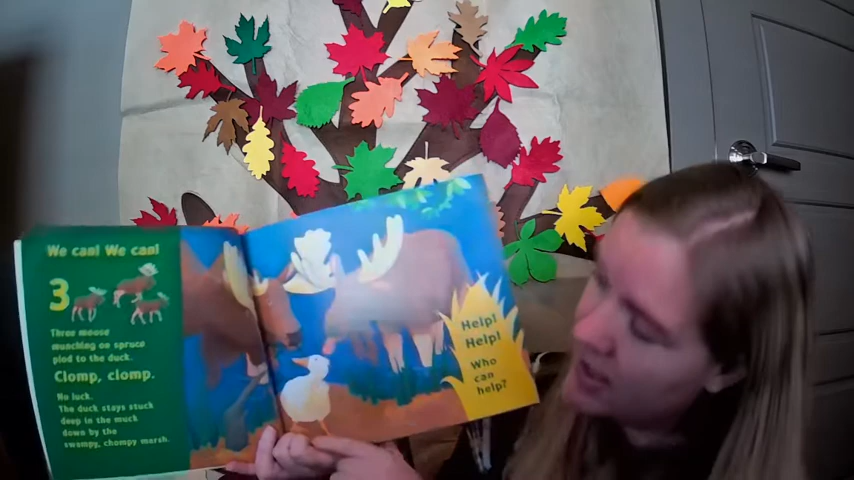 We can! We can!
3
Three moose
munching on spruce
plod to the duck.
Clomp, clomp.
No luck.
The duck stays stuck
deep in the muck
down by the
swampy, chompy marsh.
Help!
Help!
Who
can
help?